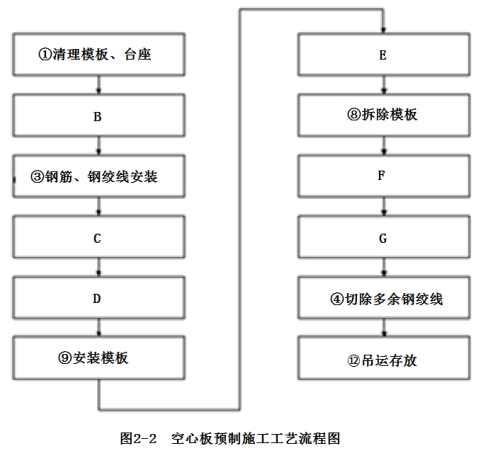 ①清理模板、台座
B
③钢筋、钢绞线安装
C
D
⑨安装模板
E
⑧拆除模板
F
G
④切除多余钢绞线
⑫吊运存放
图2-2 空心板预制施工工艺流程图